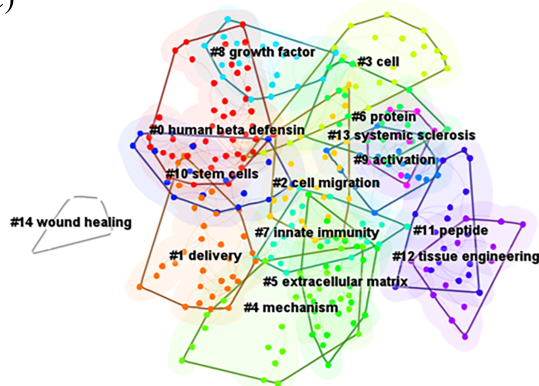 #8 growth factor
#3 cell
#6 protein
#0 human beta defensin
#13 systemic sclerosis
#9 activation
#10 stem cells
#2 cell migration
#14 wound healing
#7 innate immunity
#11 peptide
#1 delivery
#12 tissue engineering
#5 extracellular matrix
#4 mechanism